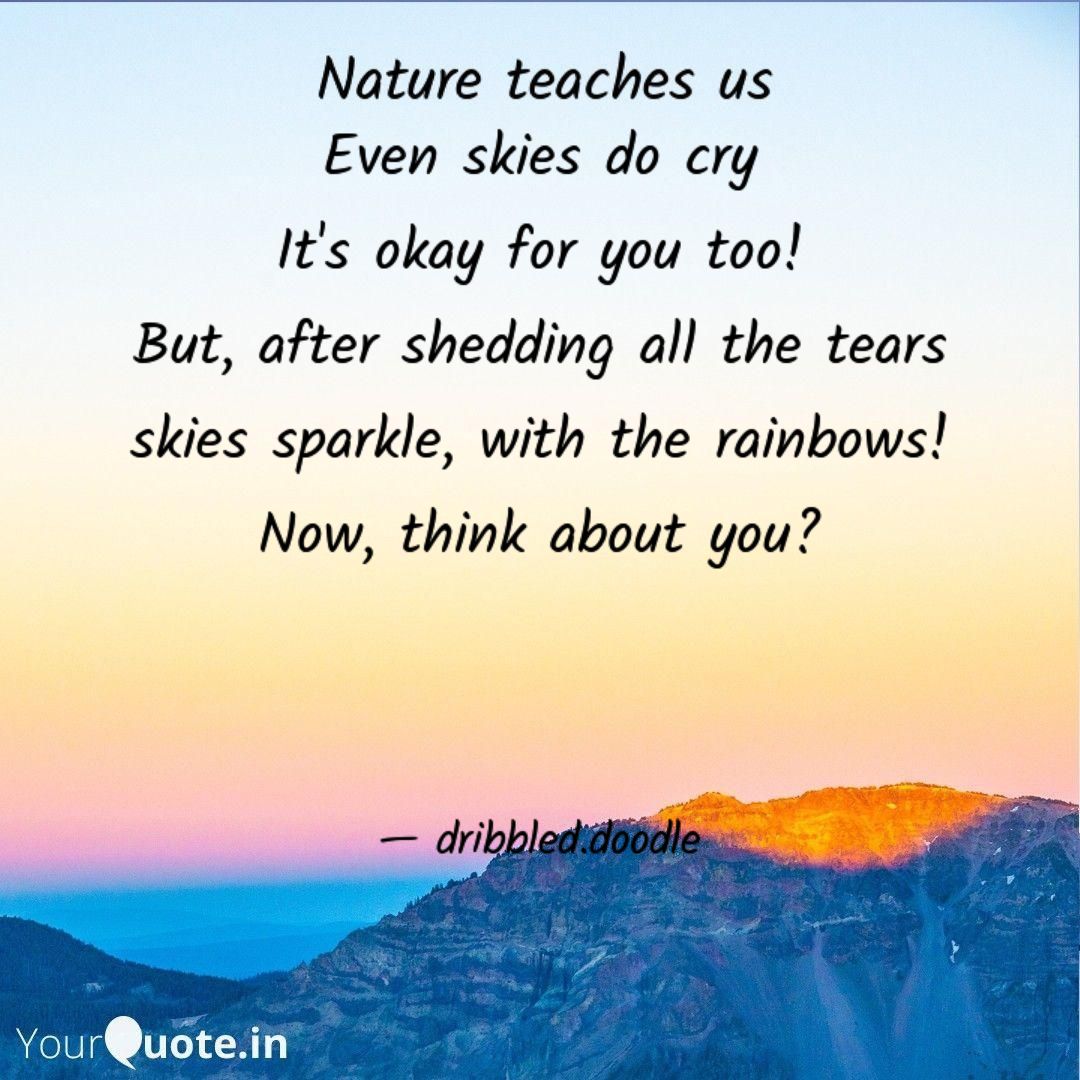 Nature teaches us
Even skies do cry
It's okay for you too!
But, after shedding all the tears
skies sparkle, with the rainbows!
Now, think about you?
— dribbled.doodle
YourQuote.in